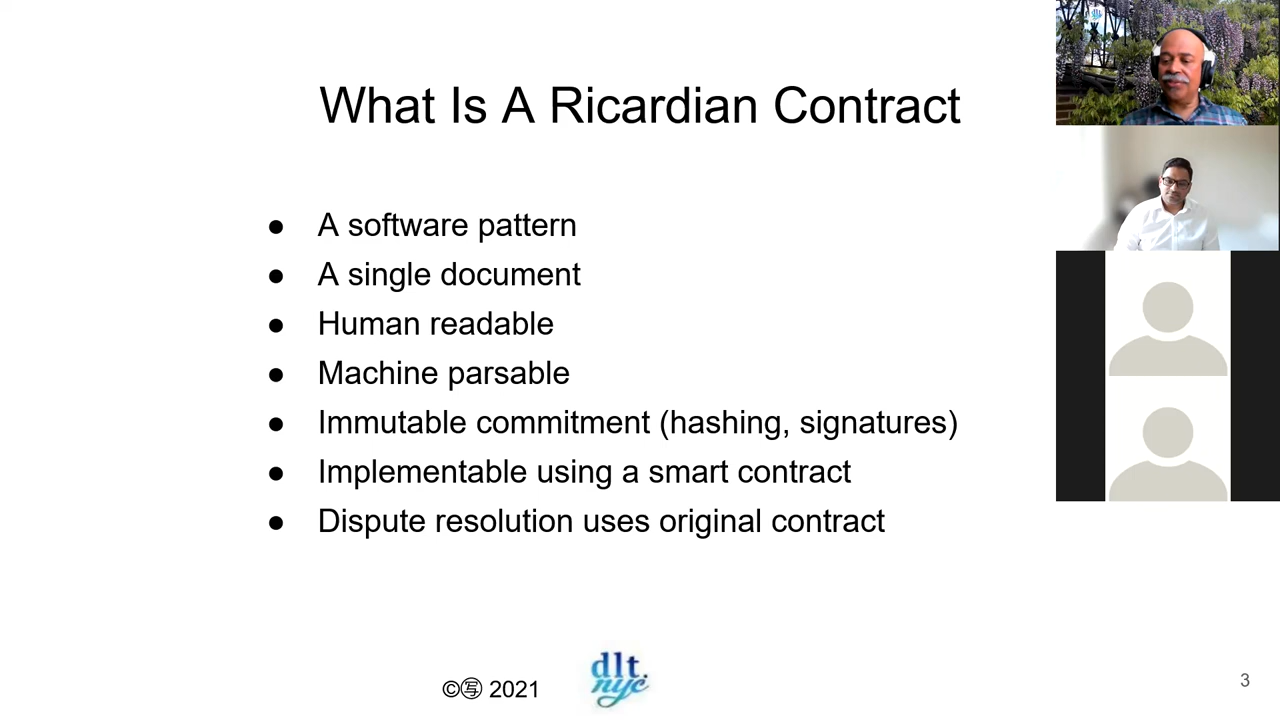 What Is A Ricardian Contract
● A software pattern
● A single document
● Human readable
● Machine parsable
● Immutable commitment (hashing, signatures)
● Implementable using a smart contract
● Dispute resolution uses original contract
©㊢ 2021
dlt.
nyc
3